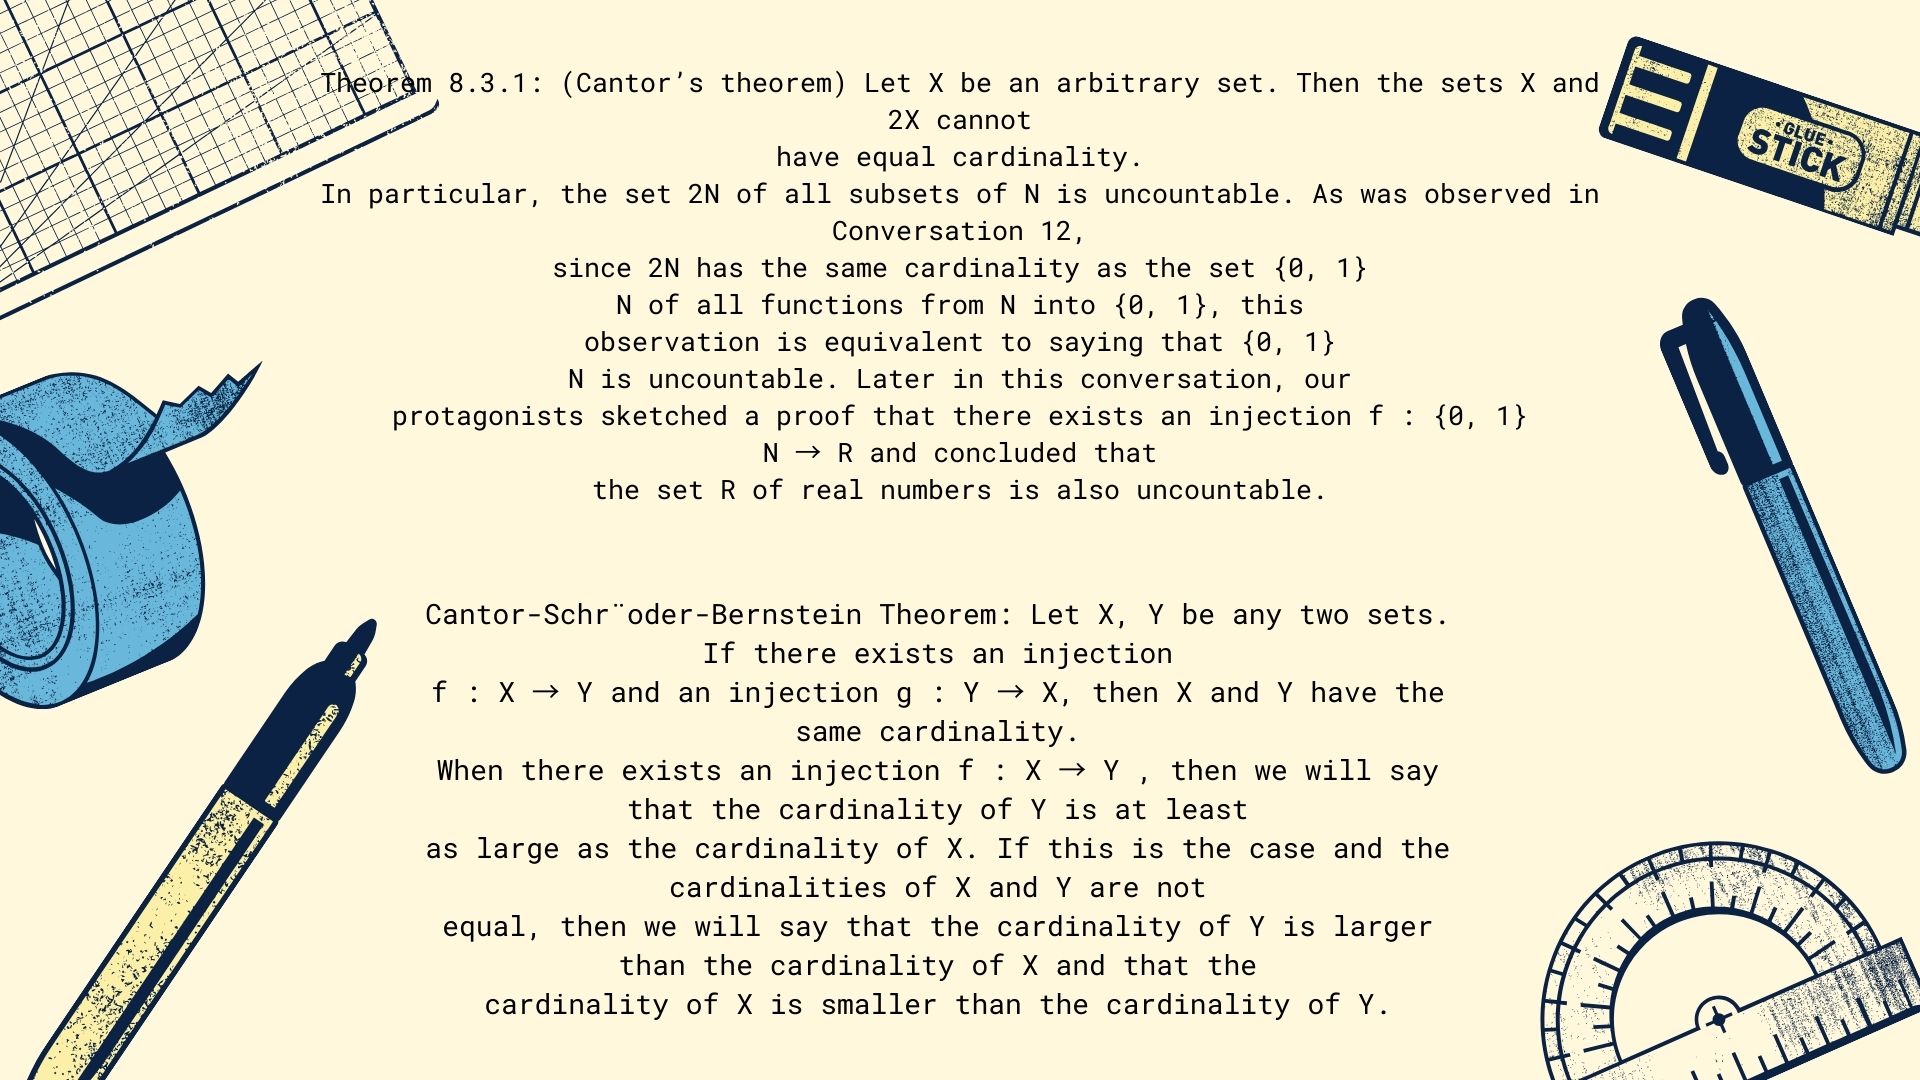 Theorem 8.3.1: (Cantor’s theorem) Let X be an arbitrary set. Then the sets X and
2X cannot
have equal cardinality.
In particular, the set 2N of all subsets of N is uncountable. As was observed in
Conversation 12,
since 2N has the same cardinality as the set {0, 1}
N of all functions from N into {0, 1}, this
observation is equivalent to saying that {0, 1}
N is uncountable. Later in this conversation, our
protagonists sketched a proof that there exists an injection f : {0, 1}
N → R and concluded that
the set R of real numbers is also uncountable.
Cantor-Schr¨oder-Bernstein Theorem: Let X, Y be any two sets.
If there exists an injection
f : X → Y and an injection g : Y → X, then X and Y have the
same cardinality.
When there exists an injection f : X → Y , then we will say
that the cardinality of Y is at least
as large as the cardinality of X. If this is the case and the
cardinalities of X and Y are not
equal, then we will say that the cardinality of Y is larger
than the cardinality of X and that the
cardinality of X is smaller than the cardinality of Y.
·GLUE·
STICK